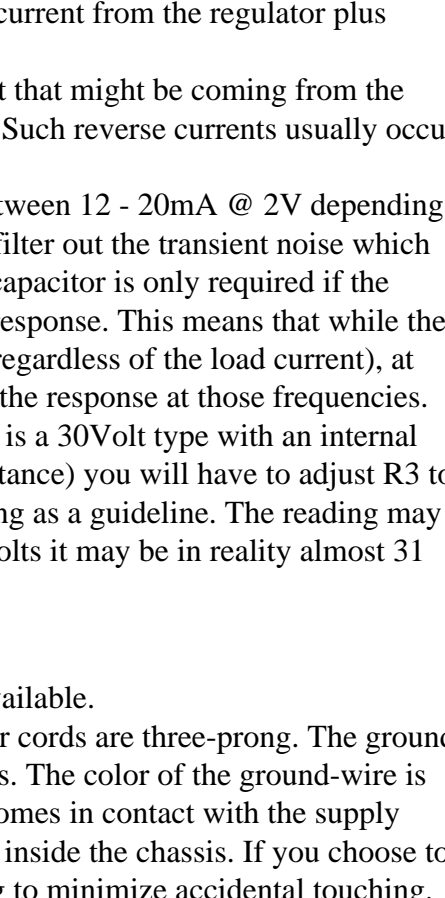 current from the regulator plus
t that might be coming from the
Such reverse currents usually occu
tween 12 - 20mA @ 2V depending
filter out the transient noise which
capacitor is only required if the
response. This means that while the
regardless of the load current), at
the response at those frequencies.
is a 30Volt type with an internal
tance) you will have to adjust R3 to
ng as a guideline. The reading may
olts it may be in reality almost 31
vailable.
r cords are three-prong. The ground
s. The color of the ground-wire is
omes in contact with the supply
inside the chassis. If you choose to
g to minimize accidental touching.